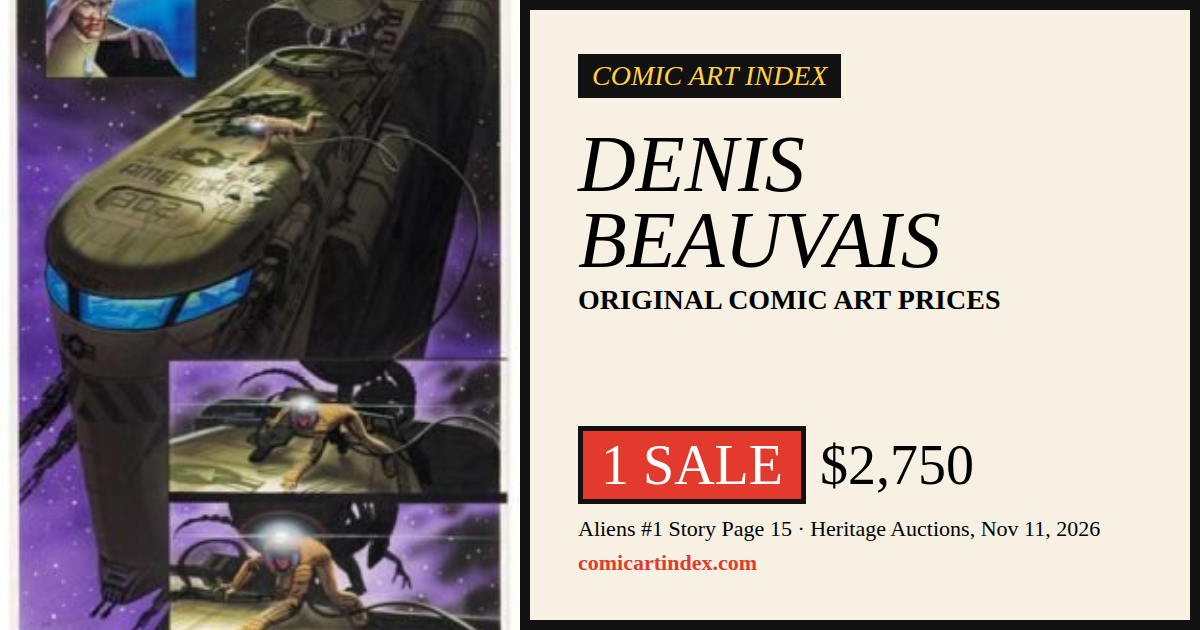 AMERICA
COMIC ART INDEX
DENIS
BEAUVAIS
ORIGINAL COMIC ART PRICES
1 SALE $2,750
Aliens #1 Story Page 15 · Heritage Auctions, Nov 11, 2026
comicartindex.com